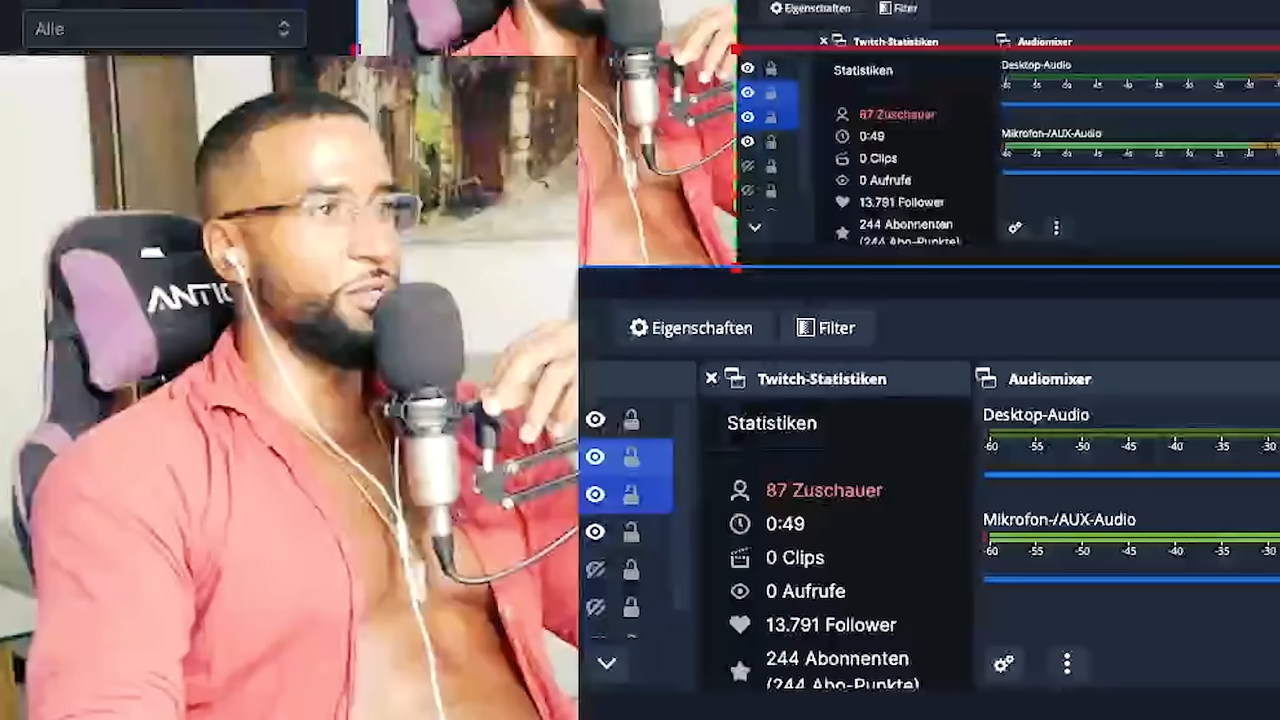 Alle
Eigenschaften
Filter
Twitch-Statistiken
Audiomixer
Statistiken
87 Zuschauer
0:49
0 Clips
0 Aufrufe
13.791 Follower
244 Abonnenten
(244 Abo-Punkte)
Desktop-Audio
Mikrofon-/AUX-Audio
ANTI
Eigenschaften
Filter
Twitch-Statistiken
Audiomixer
Statistiken
87 Zuschauer
0:49
0 Clips
0 Aufrufe
13.791 Follower
244 Abonnenten
(244 Abo-Punkte)
Desktop-Audio
-60 -55 -50 -45 -40 -35 -30
Mikrofon-/AUX-Audio
-60 -55 -50 -45 -40 -35 -30